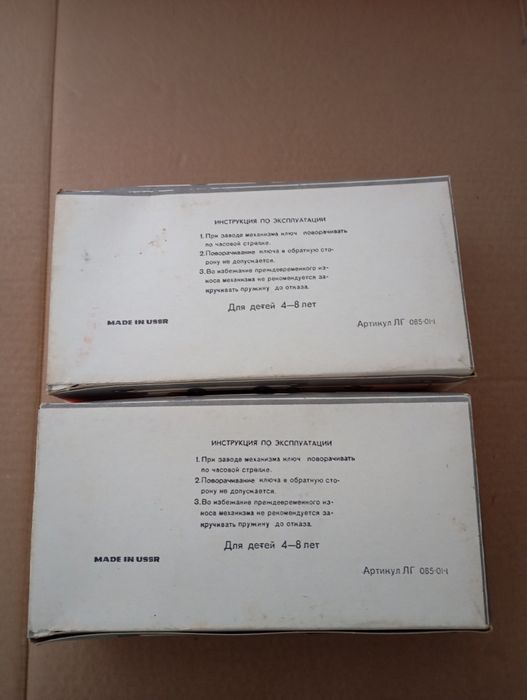 ИНСТРУКЦИЯ ПО ЭКСПЛУАТАЦИИ
1. При заводе механизма ключ поворачивать
по часовой стрелке.
2. Поворачивание ключа в обратную сто-
рону не допускается.
3. Во избежание преждевременного из-
носа механизма не рекомендуется за-
кручивать пружину до отказа.
Для детей 4—8 лет
MADE IN USSR
Артикул ЛГ 085-01-1
ИНСТРУКЦИЯ ПО ЭКСПЛУАТАЦИИ
1. При заводе механизма ключ поворачивать
по часовой стрелке.
2. Поворачивание ключа в обратную сто-
рону не допускается.
3. Во избежание преждевременного из-
носа механизма не рекомендуется за-
кручивать пружину до отказа.
Для детей 4—8 лет
MADE IN USSR
Артикул ЛГ 085-01-1